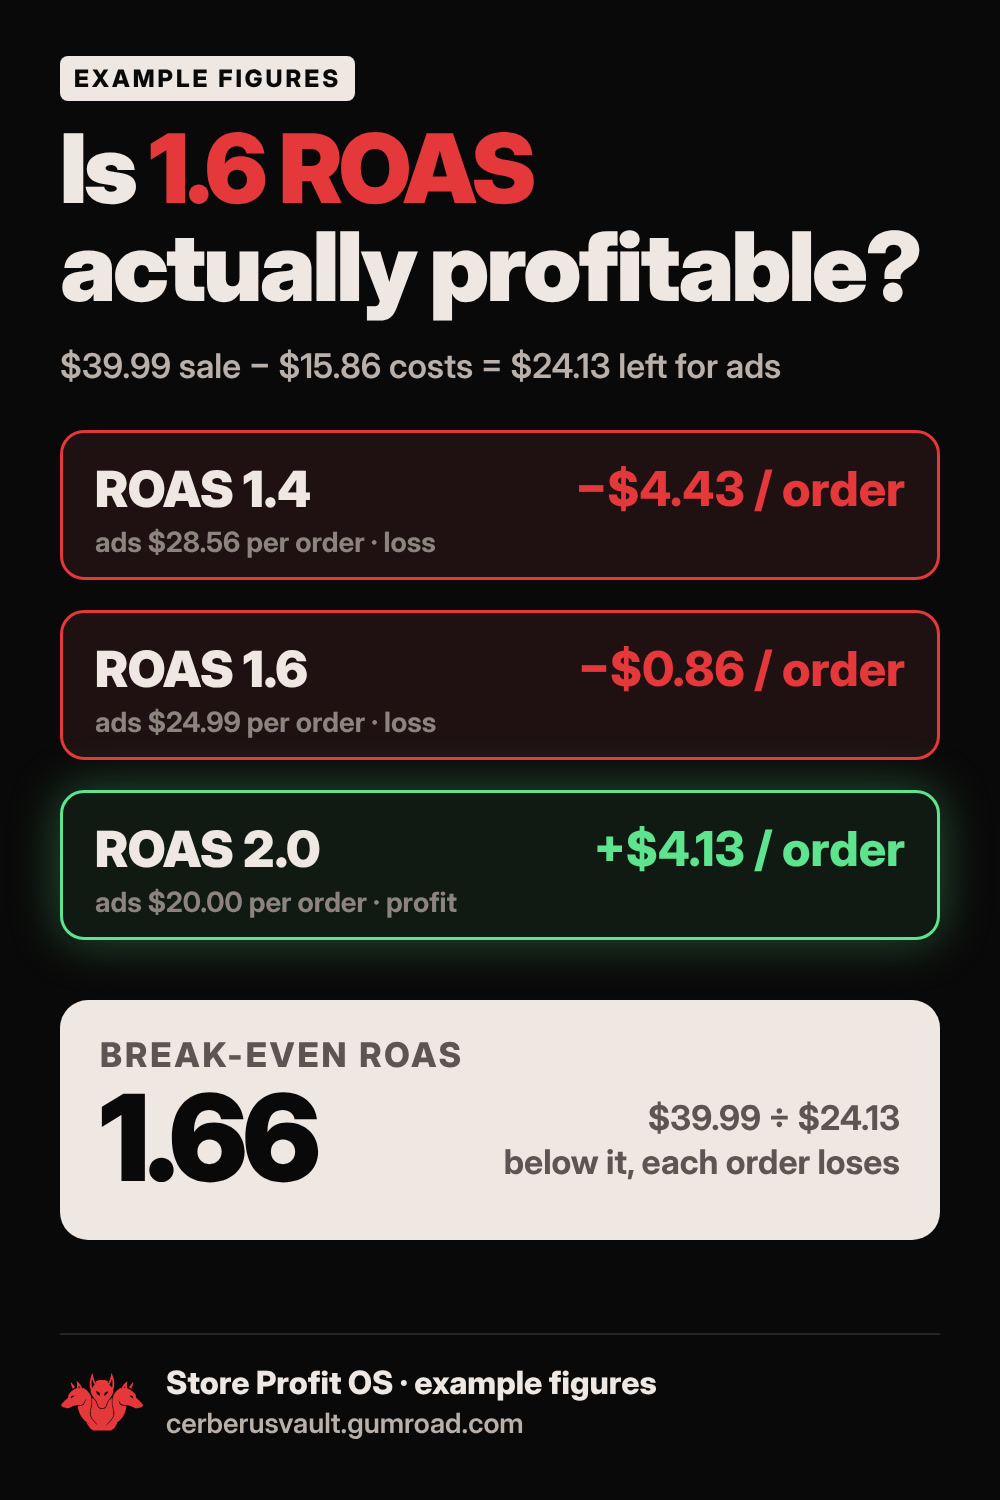 EXAMPLE FIGURES
Is 1.6 ROAS
actually profitable?
$39.99 sale − $15.86 costs = $24.13 left for ads
ROAS 1.4
−$4.43 / order
ads $28.56 per order · loss
ROAS 1.6
−$0.86 / order
ads $24.99 per order · loss
ROAS 2.0
+$4.13 / order
ads $20.00 per order · profit
BREAK-EVEN ROAS
1.66
$39.99 ÷ $24.13
below it, each order loses
Store Profit OS · example figures
cerberusvault.gumroad.com